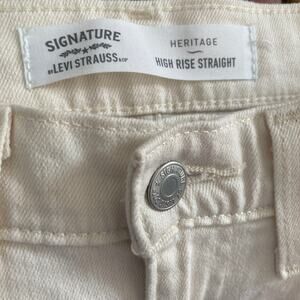 SIGNATURE
BY LEVI STRAUSS & CO
HERITAGE
HIGH RISE STRAIGHT